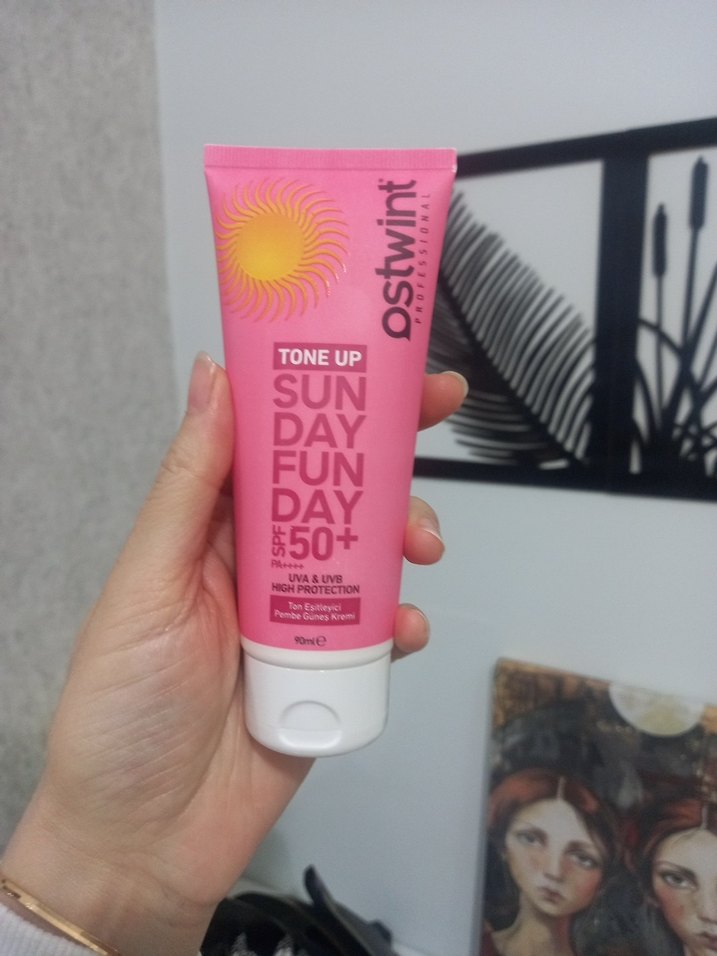 Ostwint®
PROFESSIONAL
TONE UP
SUN
DAY
FUN
DAY
SPF 50+
PA++++
UVA & UVB
HIGH PROTECTION
Ton Eşitleyici
Pembe Güneş Kremi
90ml ℮